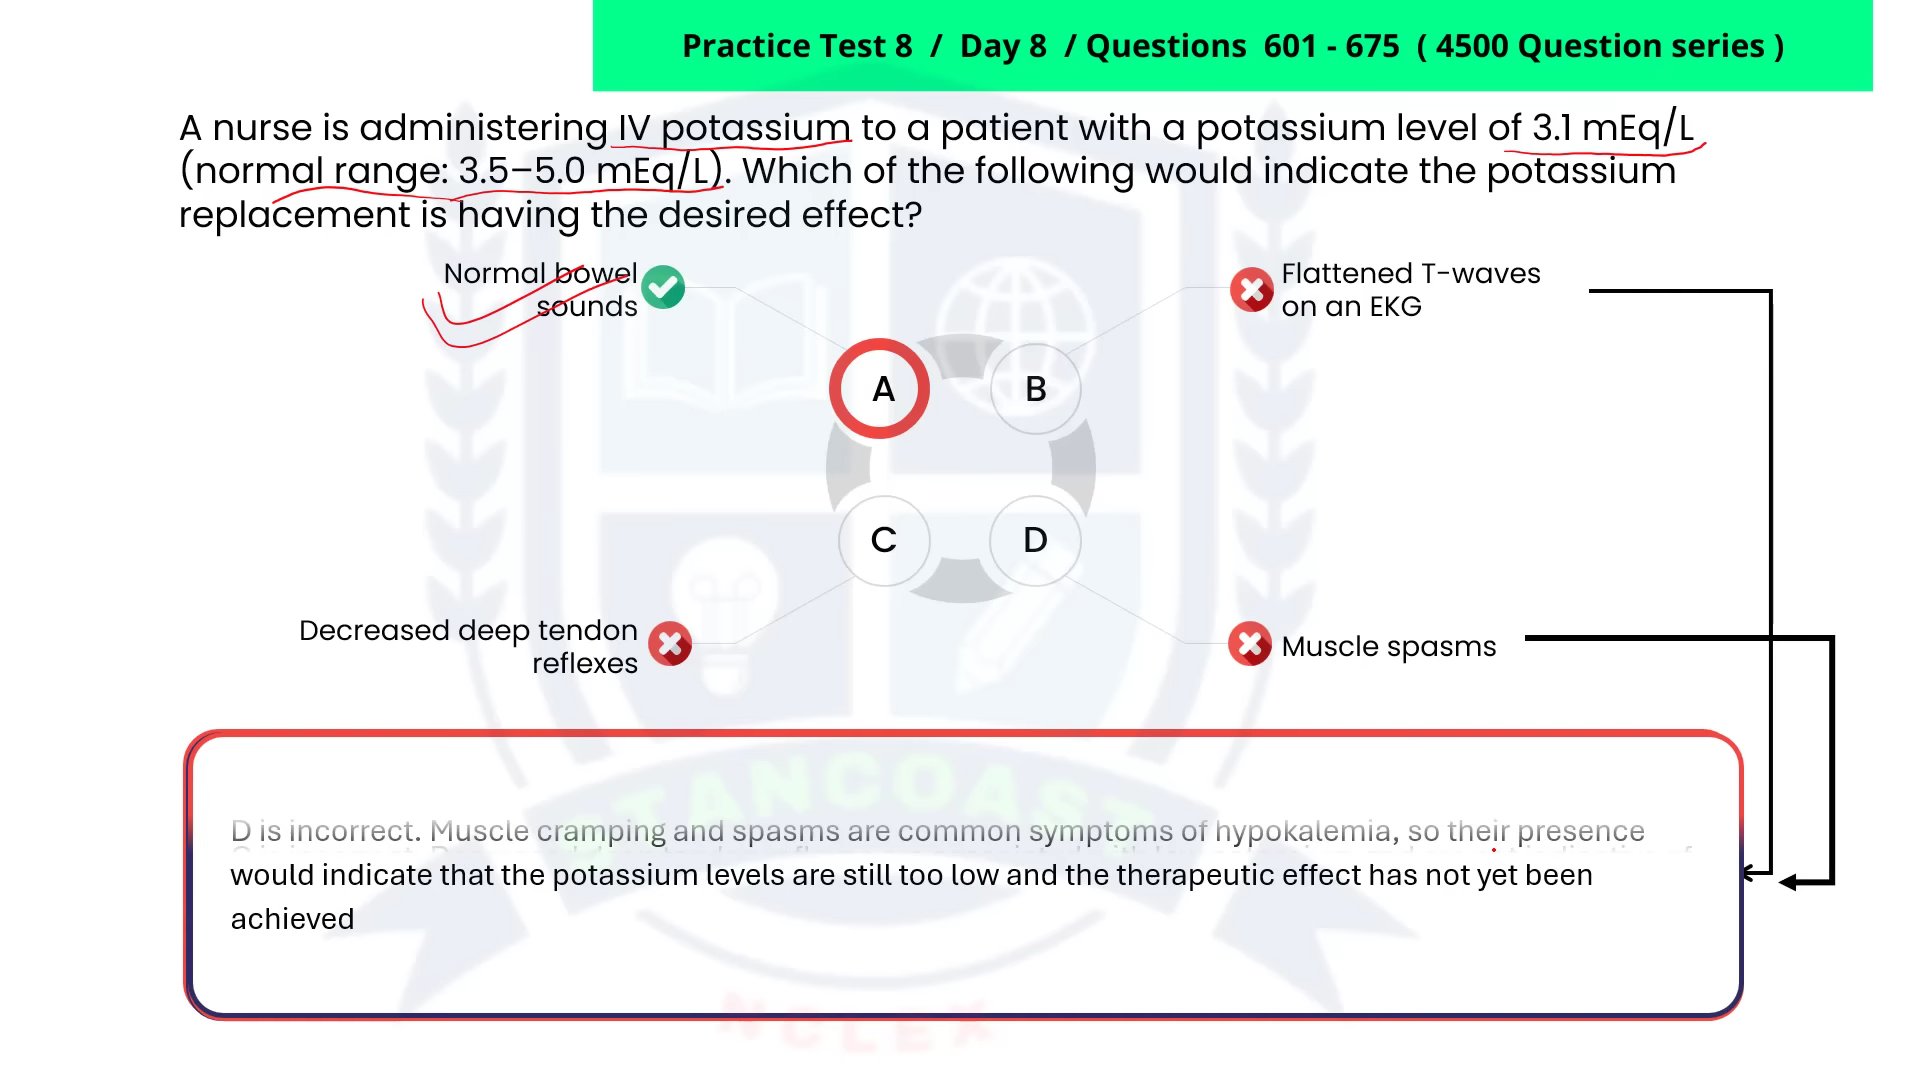 Practice Test 8 / Day 8 / Questions 601 - 675 ( 4500 Question series )
A nurse is administering IV potassium to a patient with a potassium level of 3.1 mEq/L
(normal range: 3.5–5.0 mEq/L). Which of the following would indicate the potassium
replacement is having the desired effect?
Normal bowel
sounds
Flattened T-waves
on an EKG
A
B
C
D
Decreased deep tendon
reflexes
Muscle spasms
D is incorrect. Muscle cramping and spasms are common symptoms of hypokalemia, so their presence
would indicate that the potassium levels are still too low and the therapeutic effect has not yet been
achieved
STANCOAST
NCLEX